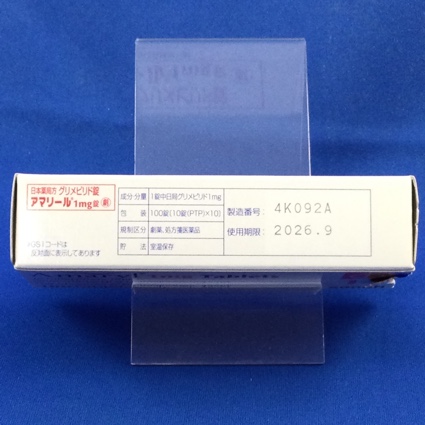 日本薬局方 グリメピリド錠
アマリール®1mg錠 劇
※GS1コードは
反対面に表示してあります
成分・分量 1錠中日局グリメピリド1mg
包 装 100錠[10錠(PTP)×10]
規制区分 劇薬、処方箋医薬品
貯 法 室温保存
製造番号: 4K092A
使用期限: 2026.9
1mg Tablets